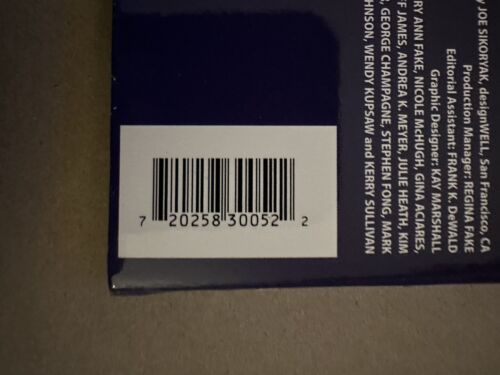 y JOE SIKORYAK, designWELL, San Francisco, CA
Production Manager: REGINA FAKE
Editorial Assistant: FRANK K. DeWALD
Graphic Designer: KAY MARSHALL
RY ANN FAKE, NICOLE McHUGH, GINA ACIARES,
FF JAMES, ANDREA K. MEYER, JULIE HEATH, KIM
GEORGE CHAMPAGNE, STEPHEN FONG, MARK
HNSON, WENDY KUPSAW and KERRY SULLIVAN
7 20258 30052 2